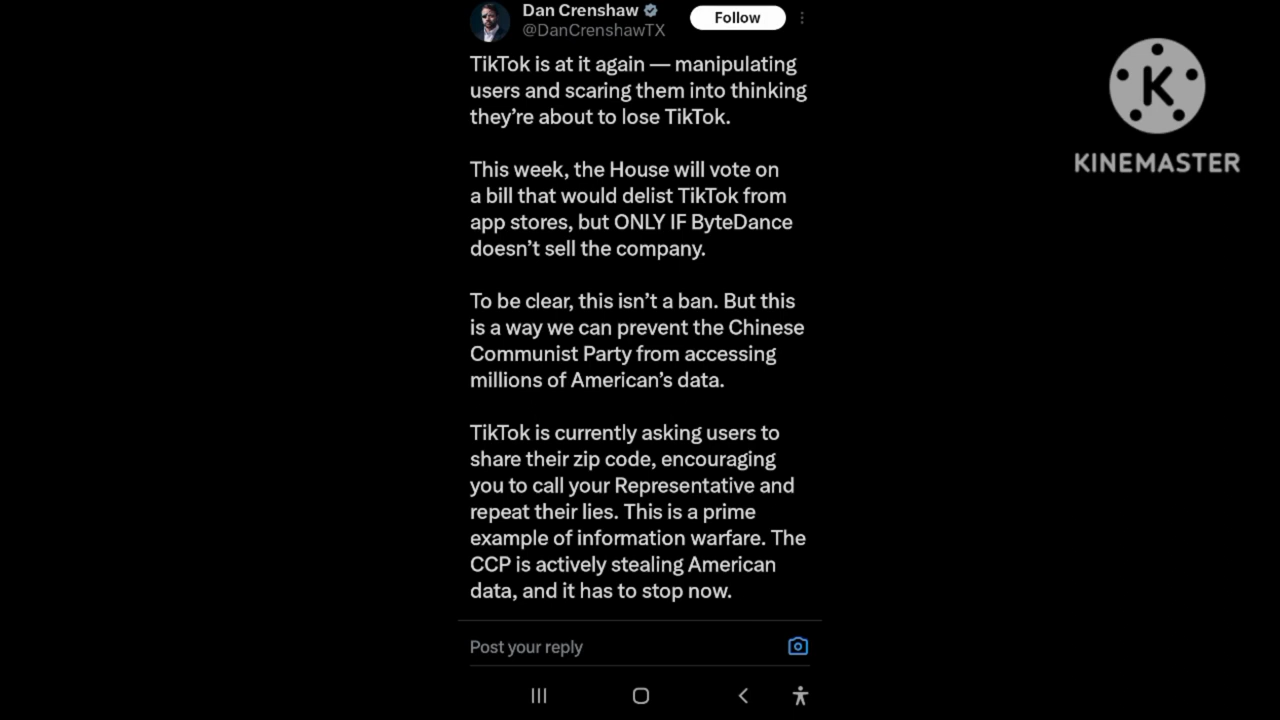 Dan Crenshaw
Follow
@DanCrenshawTX
TikTok is at it again — manipulating
users and scaring them into thinking
they’re about to lose TikTok.
This week, the House will vote on
a bill that would delist TikTok from
app stores, but ONLY IF ByteDance
doesn’t sell the company.
To be clear, this isn’t a ban. But this
is a way we can prevent the Chinese
Communist Party from accessing
millions of American’s data.
TikTok is currently asking users to
share their zip code, encouraging
you to call your Representative and
repeat their lies. This is a prime
example of information warfare. The
CCP is actively stealing American
data, and it has to stop now.
Post your reply
K
KINEMASTER